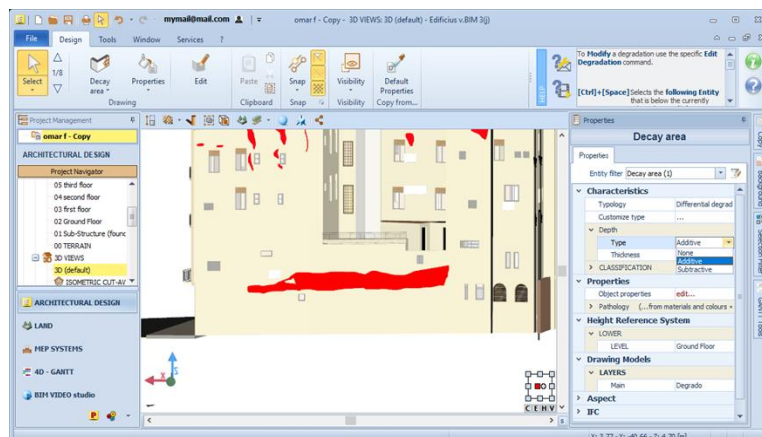 mymail@mail.com
omar f - Copy - 3D VIEWS: 3D (default) - Edificius v.BIM 3(j)
File Design Tools Window Services ?
Select
1/8
Decay area
Properties
Edit
Paste
Snap
Visibility
Default Properties
Drawing Clipboard Snap Visibility Copy from...
HELP
To Modify a degradation use the specific Edit
Degradation command.
[Ctrl+[Space]Selects the following Entity
that is below the currently
Project Management
omar f - Copy
ARCHITECTURAL DESIGN
Project Navigator
05 third floor
04 second floor
03 first floor
02 Ground Floor
01 Sub-Structure (founc
00 TERRAIN
3D VIEWS
3D (default)
ISOMETRIC CUT-AV
ARCHITECTURAL DESIGN
LAND
MEP SYSTEMS
4D - GANTT
BIM VIDEO studio
P
X
C E H V
s
Properties
Decay area
Properties
Entity filter Decay area (1)
Characteristics
Typology Differential degrad
Customize type ...
Depth
Type Additive
Thickness None
Additive
CLASSIFICATION Subtractive
Properties
Object properties edit...
Pathology (...from materials and colours
Height Reference System
LOWER
LEVEL Ground Floor
Drawing Models
LAYERS
Main Degrado
Aspect
IFC
Copy
Background
Selection Filter